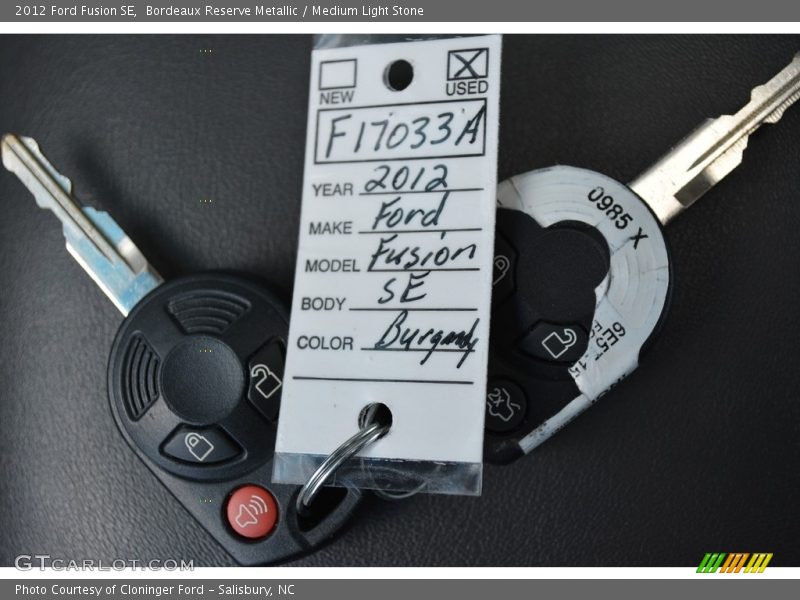 2012 Ford Fusion SE,  Bordeaux Reserve Metallic / Medium Light Stone
NEW
USED
F17033A
YEAR 2012
MAKE Ford
MODEL Fusion
BODY SE
COLOR Burgandy
0985 X
GTCARLOT.COM
Photo Courtesy of Cloninger Ford – Salisbury, NC